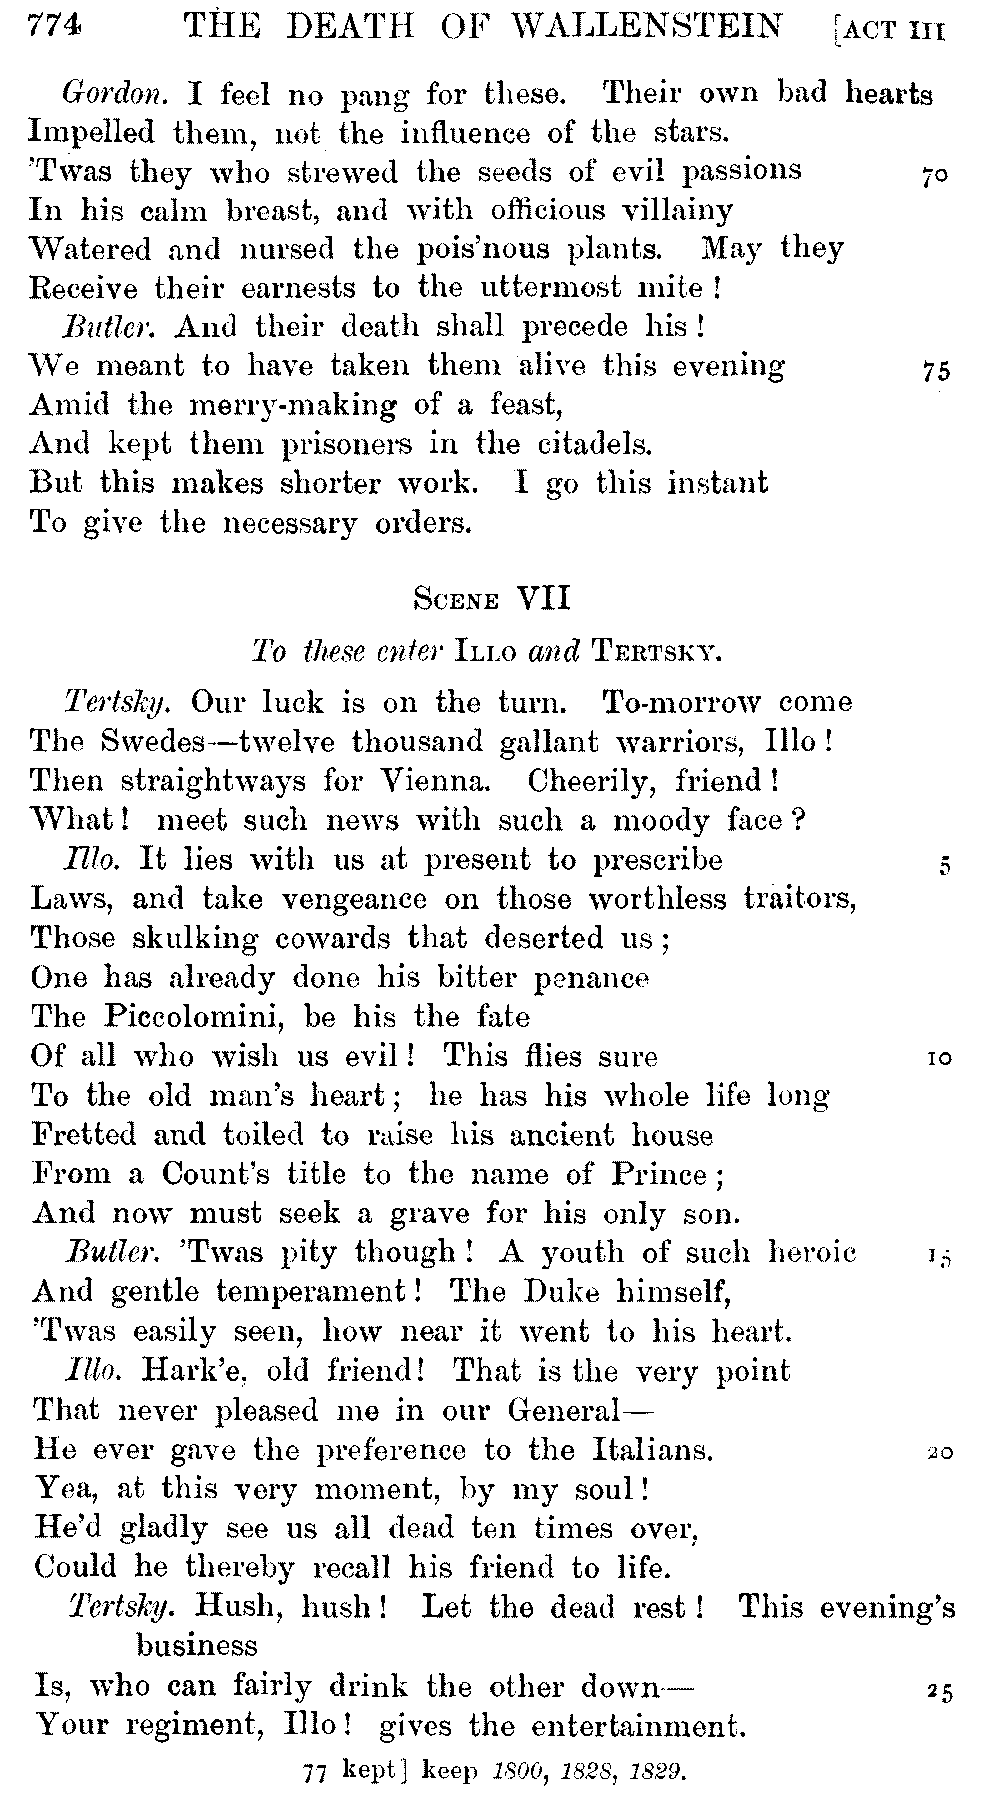 774 THE DEATH OF WALLENSTEIN [ACT III
Gordon. I feel no pang for these. Their own bad hearts
Impelled them, not the influence of the stars.
'Twas they who strewed the seeds of evil passions 70
In his calm breast, and with officious villainy
Watered and nursed the pois'nous plants. May they
Receive their earnests to the uttermost mite !
Butler. And their death shall precede his !
We meant to have taken them alive this evening 75
Amid the merry-making of a feast,
And kept them prisoners in the citadels.
But this makes shorter work. I go this instant
To give the necessary orders.
SCENE VII
To these enter ILLO and TERTSKY.
Tertsky. Our luck is on the turn. To-morrow come
The Swedes—twelve thousand gallant warriors, Illo !
Then straightways for Vienna. Cheerily, friend !
What ! meet such news with such a moody face ?
Illo. It lies with us at present to prescribe 5
Laws, and take vengeance on those worthless traitors,
Those skulking cowards that deserted us ;
One has already done his bitter penance
The Piccolomini, be his the fate
Of all who wish us evil ! This flies sure 10
To the old man's heart ; he has his whole life long
Fretted and toiled to raise his ancient house
From a Count's title to the name of Prince ;
And now must seek a grave for his only son.
Butler. 'Twas pity though ! A youth of such heroic 15
And gentle temperament ! The Duke himself,
'Twas easily seen, how near it went to his heart.
Illo. Hark'e, old friend ! That is the very point
That never pleased me in our General—
He ever gave the preference to the Italians. 20
Yea, at this very moment, by my soul !
He'd gladly see us all dead ten times over,
Could he thereby recall his friend to life.
Tertsky. Hush, hush ! Let the dead rest ! This evening's
business
Is, who can fairly drink the other down— 25
Your regiment, Illo ! gives the entertainment.
77 kept] keep 1800, 1828, 1829.